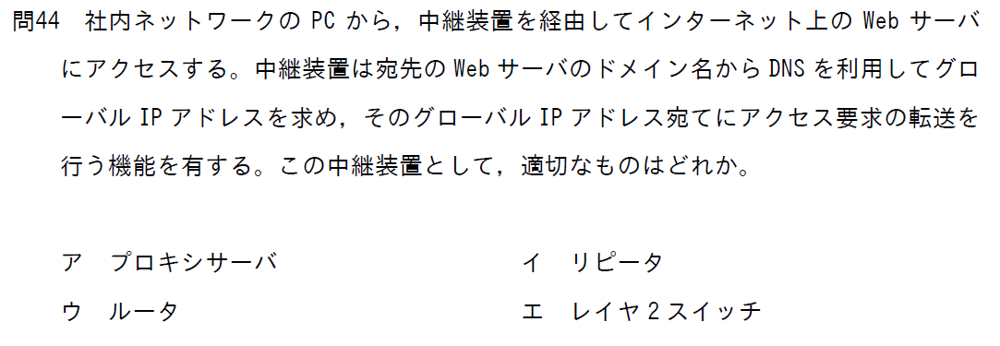 問44 社内ネットワークの PC から，中継装置を経由してインターネット上の Web サーバ
にアクセスする。中継装置は宛先の Web サーバのドメイン名から DNS を利用してグロ
ーバル IP アドレスを求め，そのグローバル IP アドレス宛てにアクセス要求の転送を
行う機能を有する。この中継装置として，適切なものはどれか。
ア プロキシサーバ イ リピータ
ウ ルータ エ レイヤ2スイッチ